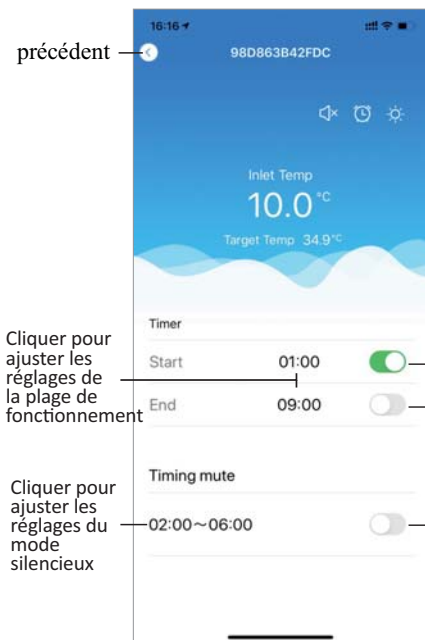 16:16
précédent
98D863B42FDC
Inlet Temp
10.0°C
Target Temp 34.9°C
Timer
Cliquer pour
ajuster les
réglages de
la plage de
fonctionnement
Start 01:00
End 09:00
Timing mute
Cliquer pour
ajuster les
réglages du
mode
silencieux
02:00～06:00